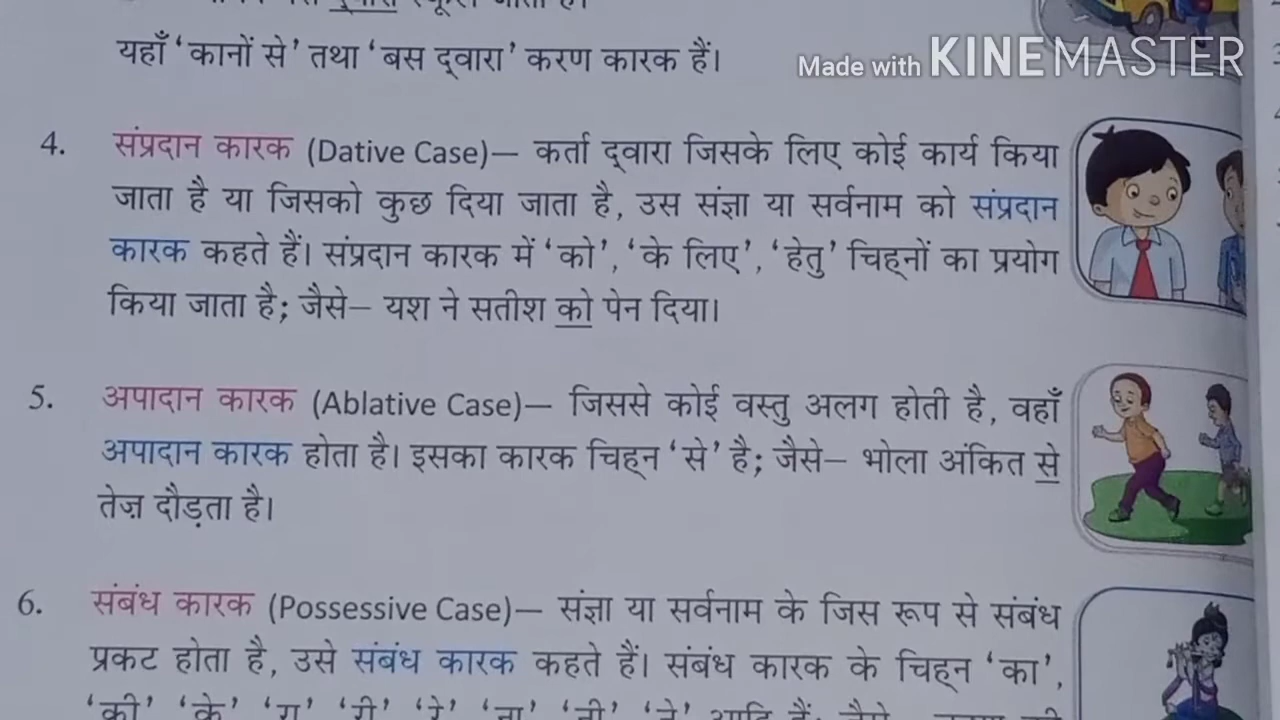 Made with KINEMASTER
यहाँ ‘कानों से’ तथा ‘बस द्वारा’ करण कारक हैं।
4. संप्रदान कारक (Dative Case)— कर्ता द्वारा जिसके लिए कोई कार्य किया
जाता है या जिसको कुछ दिया जाता है, उस संज्ञा या सर्वनाम को संप्रदान
कारक कहते हैं। संप्रदान कारक में ‘को’, ‘के लिए’, ‘हेतु’ चिह्नों का प्रयोग
किया जाता है; जैसे— यश ने सतीश को पेन दिया।
5. अपादान कारक (Ablative Case)— जिससे कोई वस्तु अलग होती है, वहाँ
अपादान कारक होता है। इसका कारक चिह्न ‘से’ है; जैसे— भोला अंकित से
तेज़ दौड़ता है।
6. संबंध कारक (Possessive Case)— संज्ञा या सर्वनाम के जिस रूप से संबंध
प्रकट होता है, उसे संबंध कारक कहते हैं। संबंध कारक के चिह्न ‘का’,
‘की’ ‘के’ ‘रा’ ‘री’ ‘रे’ ‘ना’ ‘नी’ ‘ने’ आदि हैं; जैसे—